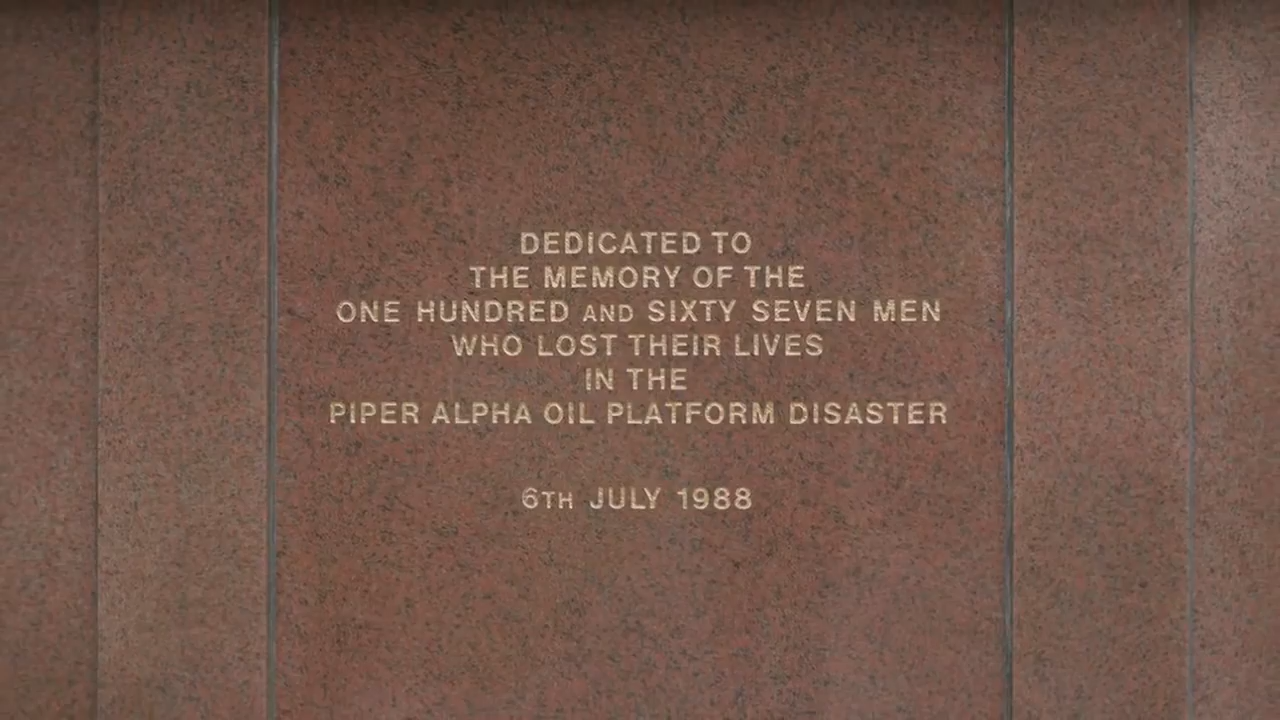 DEDICATED TO
THE MEMORY OF THE
ONE HUNDRED AND SIXTY SEVEN MEN
WHO LOST THEIR LIVES
IN THE
PIPER ALPHA OIL PLATFORM DISASTER
6TH JULY 1988